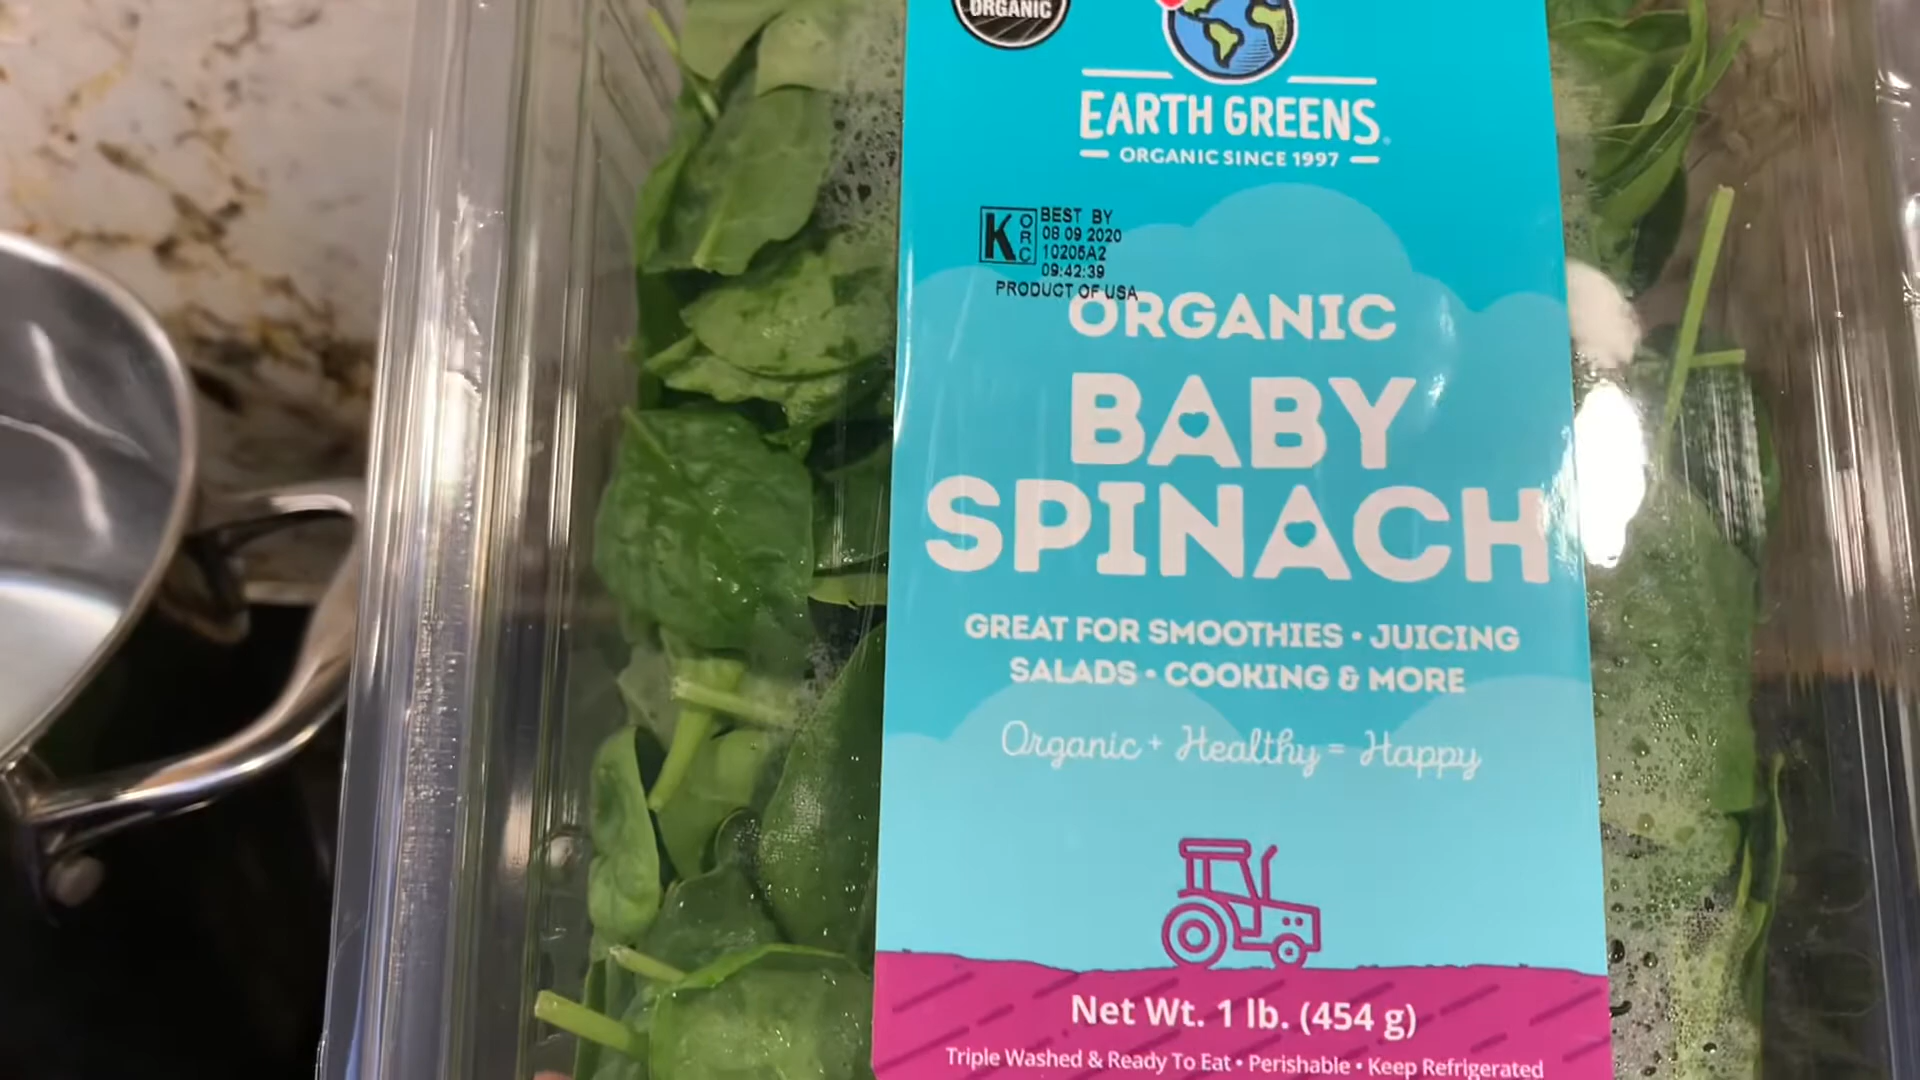 ORGANIC
EARTH GREENS
ORGANIC SINCE 1997
K ORC
BEST BY
08 09 2020
10205A2
09:42:39
PRODUCT OF USA
ORGANIC
BABY
SPINACH
GREAT FOR SMOOTHIES • JUICING
SALADS • COOKING & MORE
Organic + Healthy = Happy
Net Wt. 1 lb. (454 g)
Triple Washed & Ready To Eat • Perishable • Keep Refrigerated